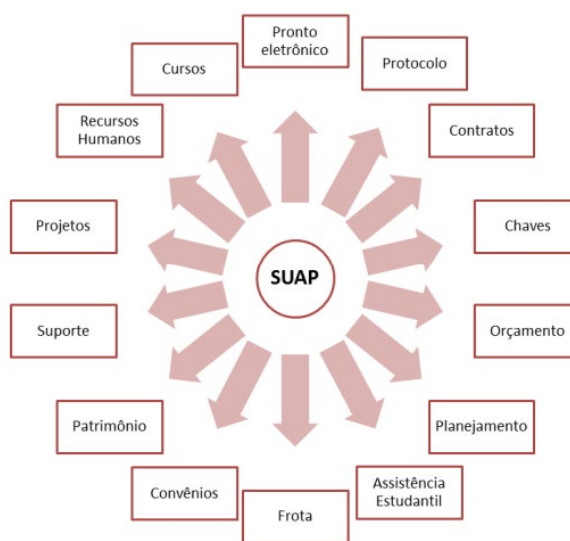 Pronto
eletrônico
Protocolo
Contratos
Chaves
Orçamento
Planejamento
Assistência
Estudantil
Frota
Convênios
Patrimônio
Suporte
Projetos
Recursos
Humanos
Cursos
SUAP